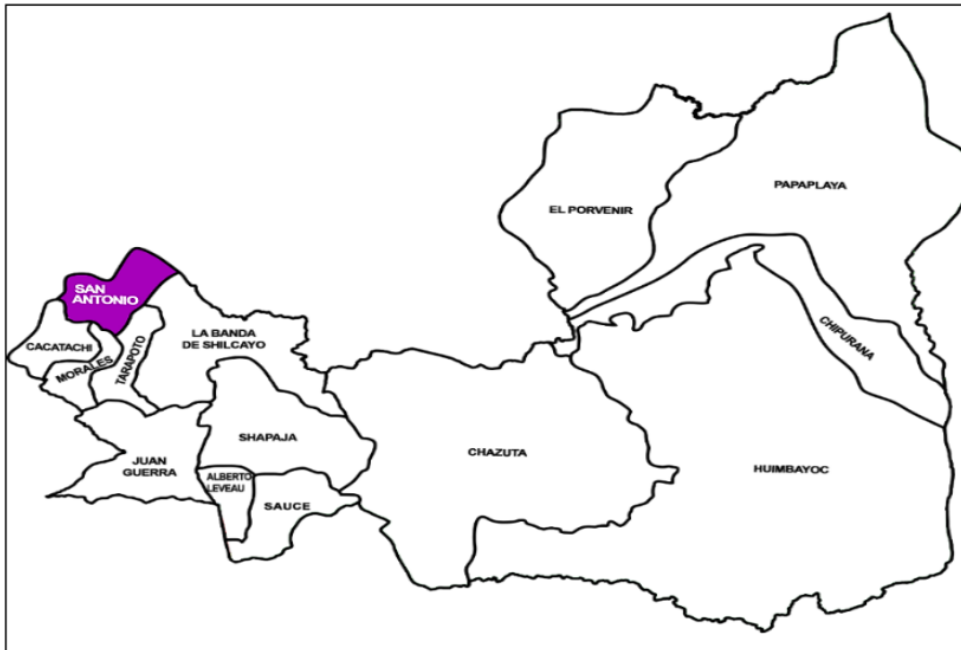 PAPAPLAYA
EL PORVENIR
SAN
ANTONIO
CACATACHI
MORALES
TARAPOTO
LA BANDA
DE SHILCAYO
CHIPURANA
SHAPAJA
JUAN
GUERRA
ALBERTO
LEVEAU
SAUCE
CHAZUTA
HUIMBAYOC